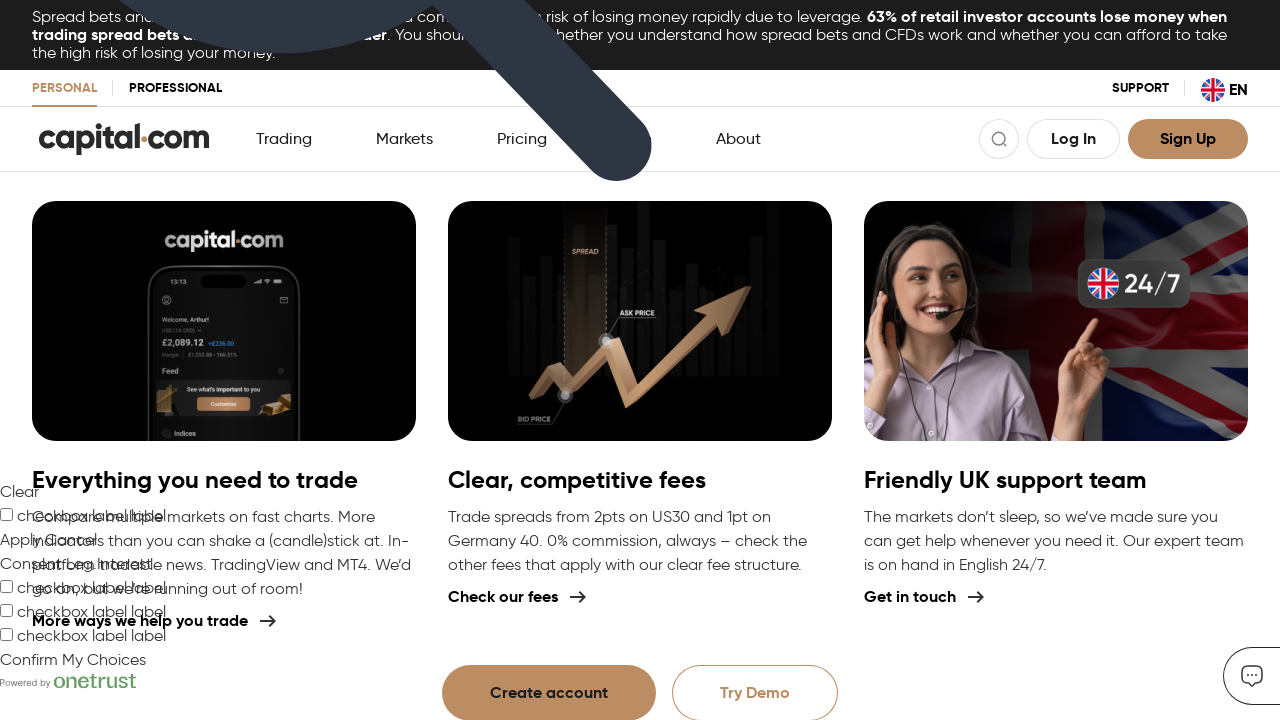 Spread bets and
risk of losing money rapidly due to leverage. 63% of retail investor accounts lose money when
trading spread bets
. You should
whether you understand how spread bets and CFDs work and whether you can afford to take
the high risk of losing your money.
PERSONAL
PROFESSIONAL
SUPPORT
EN
capital.com
Trading
Markets
Pricing
About
Log In
Sign Up
capital.com
13:13
Welcome, Arthur!
£2,089.12
+£236.00
Margin
Feed
See what's important to you
Customise
Indices
SPREAD
ASK PRICE
BID PRICE
24/7
Everything you need to trade
Compare multiple markets on fast charts. More
indicators than you can shake a (candle)stick at. In-
platform tradable news. TradingView and MT4. We'd
go on, but we're running out of room!
More ways we help you trade
Clear, competitive fees
Trade spreads from 2pts on US30 and 1pt on
Germany 40. 0% commission, always – check the
other fees that apply with our clear fee structure.
Check our fees
Friendly UK support team
The markets don't sleep, so we've made sure you
can get help whenever you need it. Our expert team
is on hand in English 24/7.
Get in touch
Clear
checkbox label label
Apply Cancel
Consent Leg.Interest
checkbox label label
checkbox label label
checkbox label label
Confirm My Choices
Powered by onetrust
Create account
Try Demo